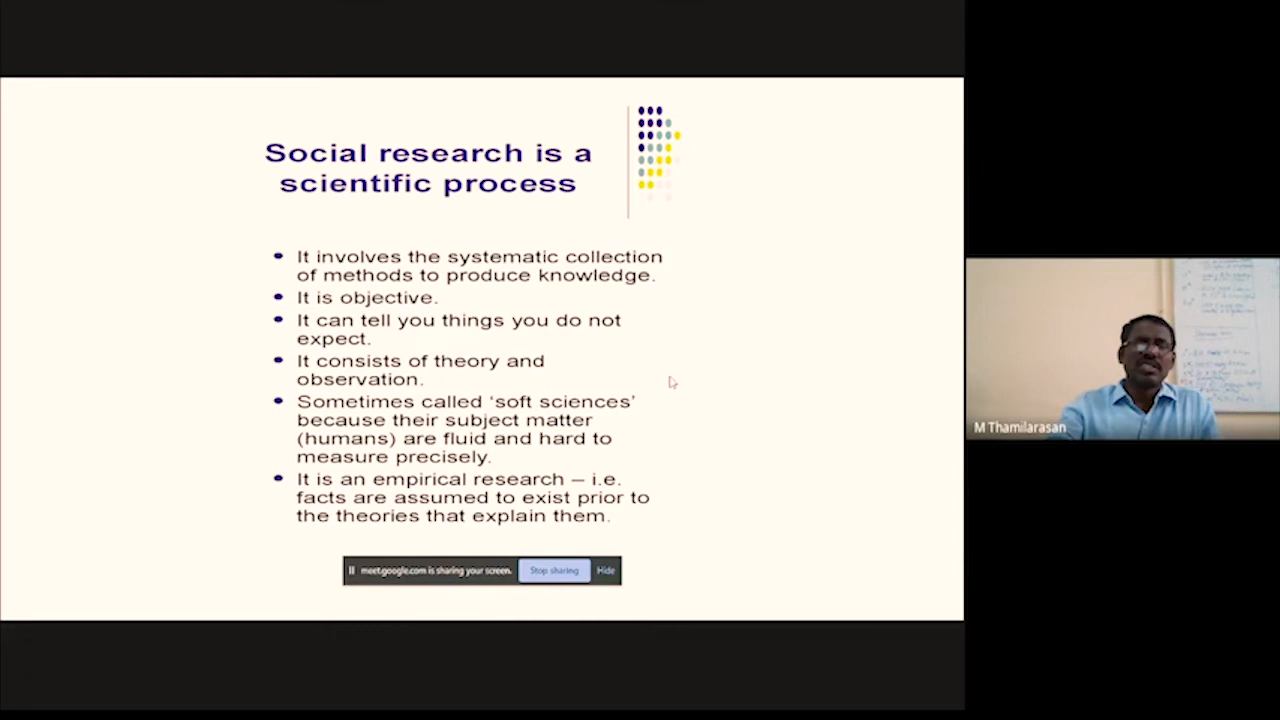 Social research is a
scientific process
It involves the systematic collection
of methods to produce knowledge.
It is objective.
It can tell you things you do not
expect.
It consists of theory and
observation.
Sometimes called ‘soft sciences’
because their subject matter
(humans) are fluid and hard to
measure precisely.
It is an empirical research – i.e.
facts are assumed to exist prior to
the theories that explain them.
meet.google.com is sharing your screen. Stop sharing Hide
M Thamilarasan